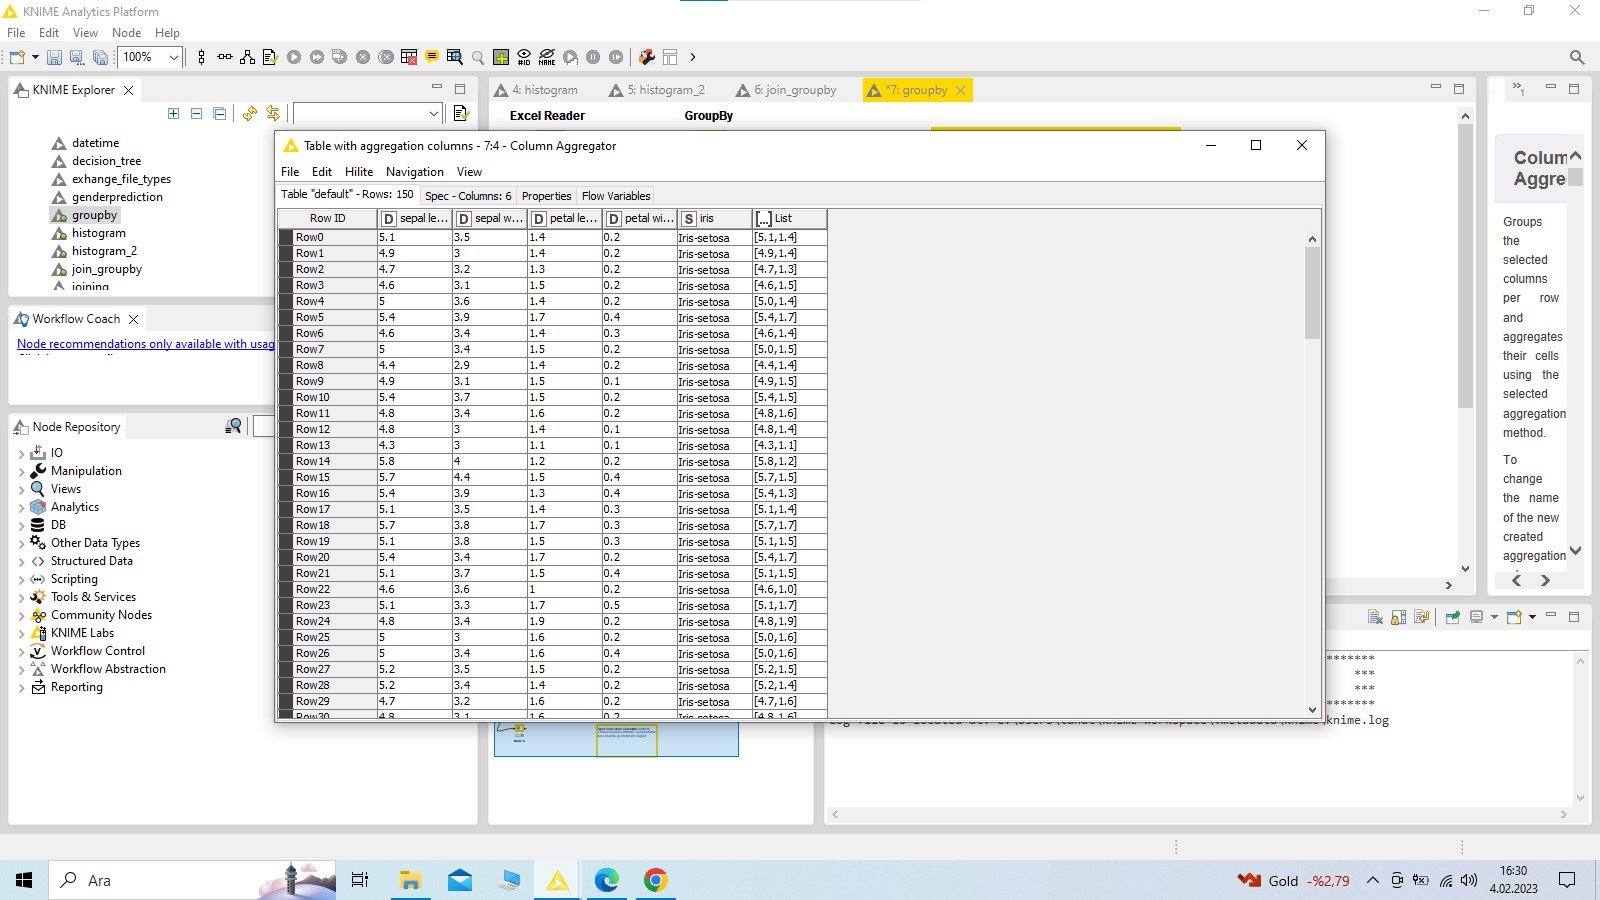 KNIME Analytics Platform
File Edit View Node Help
100%
KNIME Explorer
datetime
decision_tree
exhange_file_types
genderprediction
groupby
histogram
histogram_2
join_groupby
joining
Workflow Coach
Node recommendations only available with usag
Node Repository
IO
Manipulation
Views
Analytics
DB
Other Data Types
Structured Data
Scripting
Tools & Services
Community Nodes
KNIME Labs
Workflow Control
Workflow Abstraction
Reporting
4: histogram 5: histogram_2 6: join_groupby *7: groupby
Excel Reader GroupBy
Table with aggregation columns - 7:4 - Column Aggregator
File Edit Hilite Navigation View
Table "default" - Rows: 150 Spec - Columns: 6 Properties Flow Variables
Row ID D sepal le... D sepal w... D petal le... D petal wi... S iris [...] List
Row0 5.1 3.5 1.4 0.2 Iris-setosa [5.1,1.4]
Row1 4.9 3 1.4 0.2 Iris-setosa [4.9,1.4]
Row2 4.7 3.2 1.3 0.2 Iris-setosa [4.7,1.3]
Row3 4.6 3.1 1.5 0.2 Iris-setosa [4.6,1.5]
Row4 5 3.6 1.4 0.2 Iris-setosa [5.0,1.4]
Row5 5.4 3.9 1.7 0.4 Iris-setosa [5.4,1.7]
Row6 4.6 3.4 1.4 0.3 Iris-setosa [4.6,1.4]
Row7 5 3.4 1.5 0.2 Iris-setosa [5.0,1.5]
Row8 4.4 2.9 1.4 0.2 Iris-setosa [4.4,1.4]
Row9 4.9 3.1 1.5 0.1 Iris-setosa [4.9,1.5]
Row10 5.4 3.7 1.5 0.2 Iris-setosa [5.4,1.5]
Row11 4.8 3.4 1.6 0.2 Iris-setosa [4.8,1.6]
Row12 4.8 3 1.4 0.1 Iris-setosa [4.8,1.4]
Row13 4.3 3 1.1 0.1 Iris-setosa [4.3,1.1]
Row14 5.8 4 1.2 0.2 Iris-setosa [5.8,1.2]
Row15 5.7 4.4 1.5 0.4 Iris-setosa [5.7,1.5]
Row16 5.4 3.9 1.3 0.4 Iris-setosa [5.4,1.3]
Row17 5.1 3.5 1.4 0.3 Iris-setosa [5.1,1.4]
Row18 5.7 3.8 1.7 0.3 Iris-setosa [5.7,1.7]
Row19 5.1 3.8 1.5 0.3 Iris-setosa [5.1,1.5]
Row20 5.4 3.4 1.7 0.2 Iris-setosa [5.4,1.7]
Row21 5.1 3.7 1.5 0.4 Iris-setosa [5.1,1.5]
Row22 4.6 3.6 1 0.2 Iris-setosa [4.6,1.0]
Row23 5.1 3.3 1.7 0.5 Iris-setosa [5.1,1.7]
Row24 4.8 3.4 1.9 0.2 Iris-setosa [4.8,1.9]
Row25 5 3 1.6 0.2 Iris-setosa [5.0,1.6]
Row26 5 3.4 1.6 0.4 Iris-setosa [5.0,1.6]
Row27 5.2 3.5 1.5 0.2 Iris-setosa [5.2,1.5]
Row28 5.2 3.4 1.4 0.2 Iris-setosa [5.2,1.4]
Row29 4.7 3.2 1.6 0.2 Iris-setosa [4.7,1.6]
Row30 4.8 3.1 1.6 0.2 Iris-setosa [4.8,1.6]
Colum
Aggre
Groups
the
selected
columns
per row
and
aggregates
their cells
using the
selected
aggregation
method.
To
change
the name
of the new
created
aggregation
*******
***
***
*******
knime.log
Ara
Gold -%2,79
16:30
4.02.2023